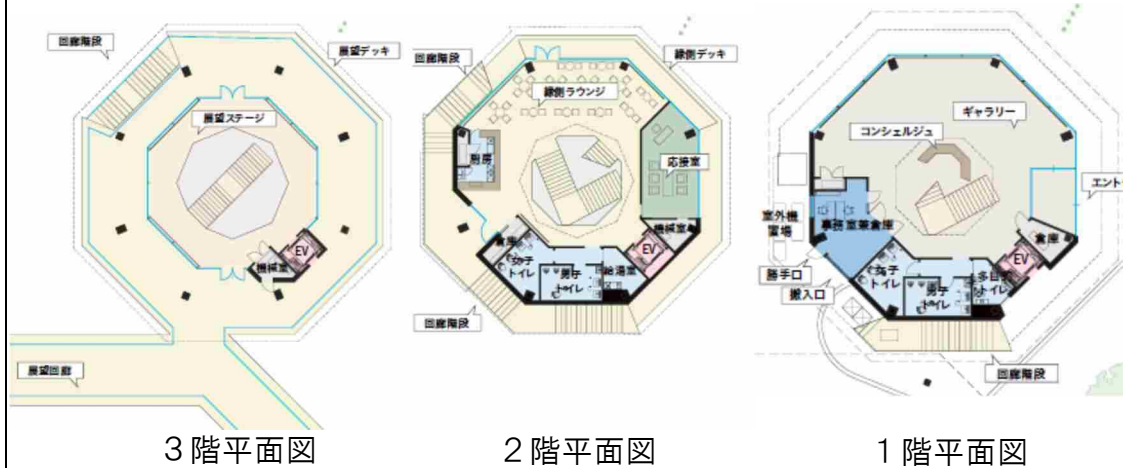 回廊階段
展望デッキ
展望ステージ
機械室
EV
展望回廊
3階平面図
回廊階段
縁側デッキ
縁側ラウンジ
厨房
応接室
倉庫
女子
トイレ
男子
トイレ
給湯室
機械室
EV
回廊階段
2階平面図
ギャラリー
コンシェルジュ
エント
室外機
置場
事務室兼倉庫
倉庫
EV
勝手口
搬入口
女子
トイレ
男子
トイレ
多目的
トイレ
回廊階段
1階平面図